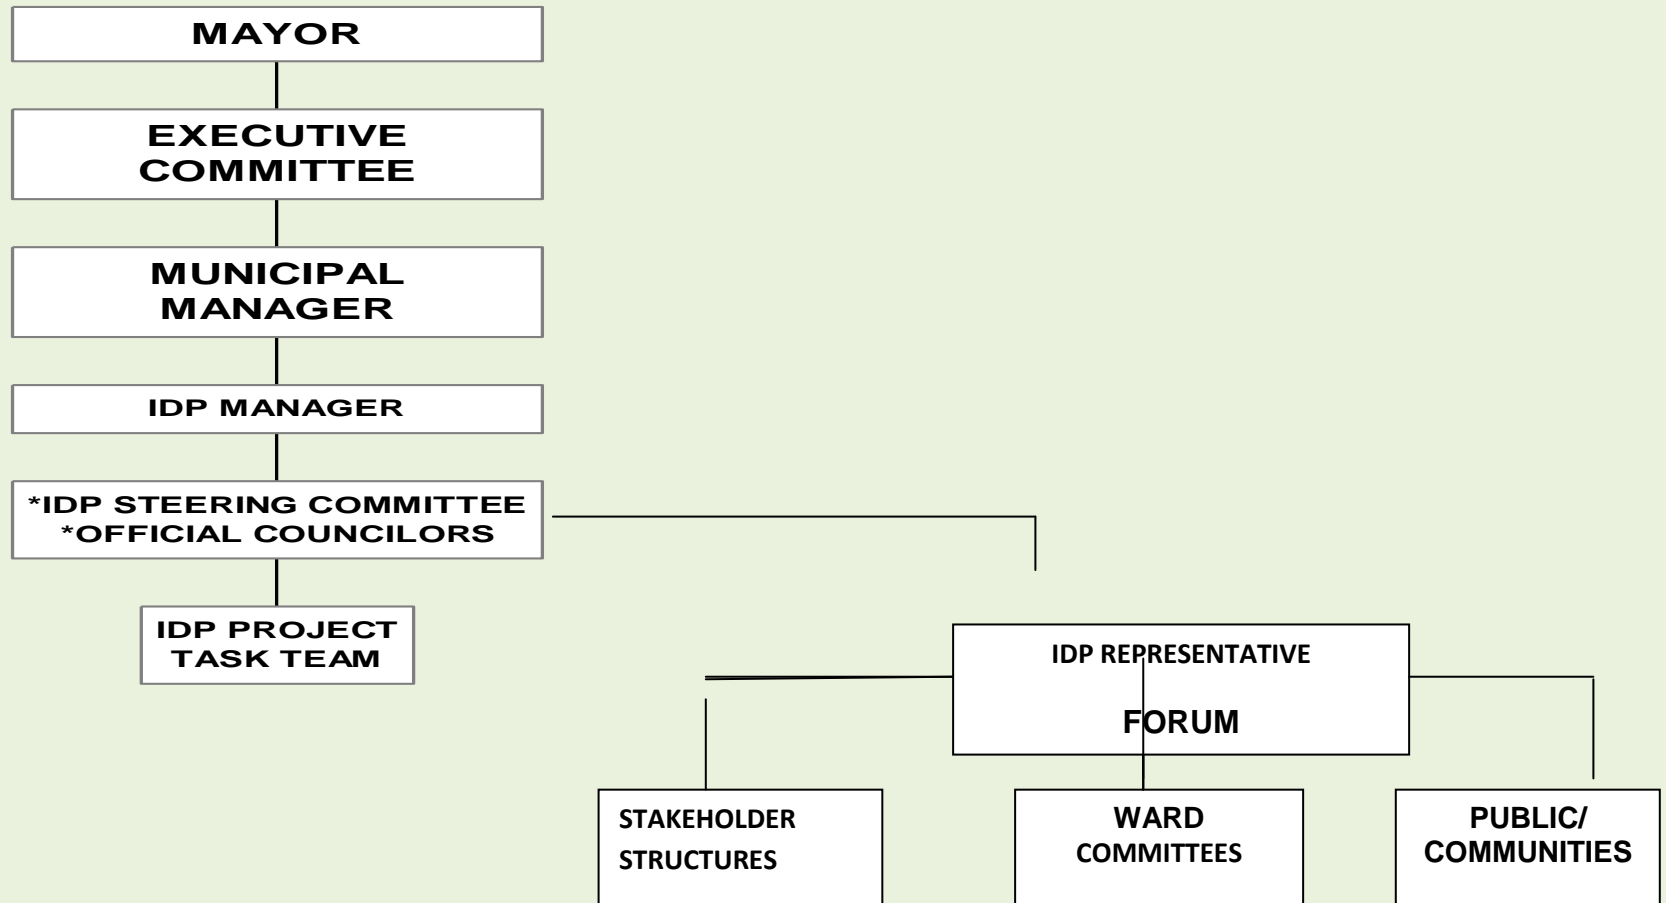 MAYOR
EXECUTIVE
COMMITTEE
MUNICIPAL
MANAGER
IDP MANAGER
*IDP STEERING COMMITTEE
*OFFICIAL COUNCILORS
IDP PROJECT
TASK TEAM
IDP REPRESENTATIVE
FORUM
STAKEHOLDER
STRUCTURES
WARD
COMMITTEES
PUBLIC/
COMMUNITIES